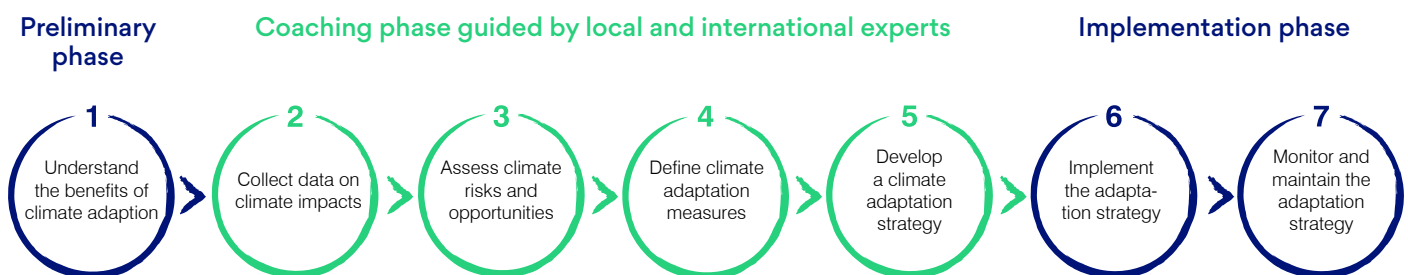 Preliminary
phase
Coaching phase guided by local and international experts
Implementation phase
1
Understand
the benefits of
climate adaption
2
Collect data on
climate impacts
3
Assess climate
risks and
opportunities
4
Define climate
adaptation
measures
5
Develop
a climate
adaptation
strategy
6
Implement
the adapta-
tion strategy
7
Monitor and
maintain the
adaptation
strategy